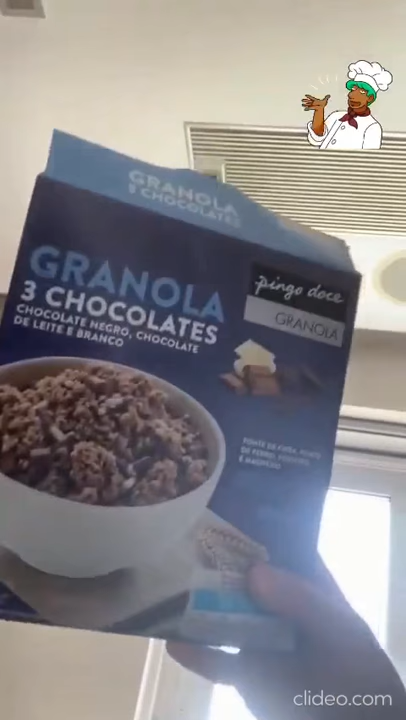 GRANOLA
3 CHOCOLATES
GRANOLA
3 CHOCOLATES
CHOCOLATE NEGRO, CHOCOLATE
DE LEITE E BRANCO
pingo doce
GRANOLA
FONTE DE FIBRA, FONTE
DE FERRO, FÓSFORO
E MAGNÉSIO
clideo.com